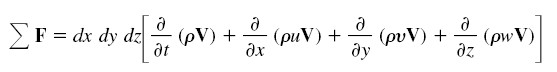 ∑ F = dx dy dz[∂/∂t (ρV) + ∂/∂x (ρuV) + ∂/∂y (ρυV) + ∂/∂z (ρwV)]